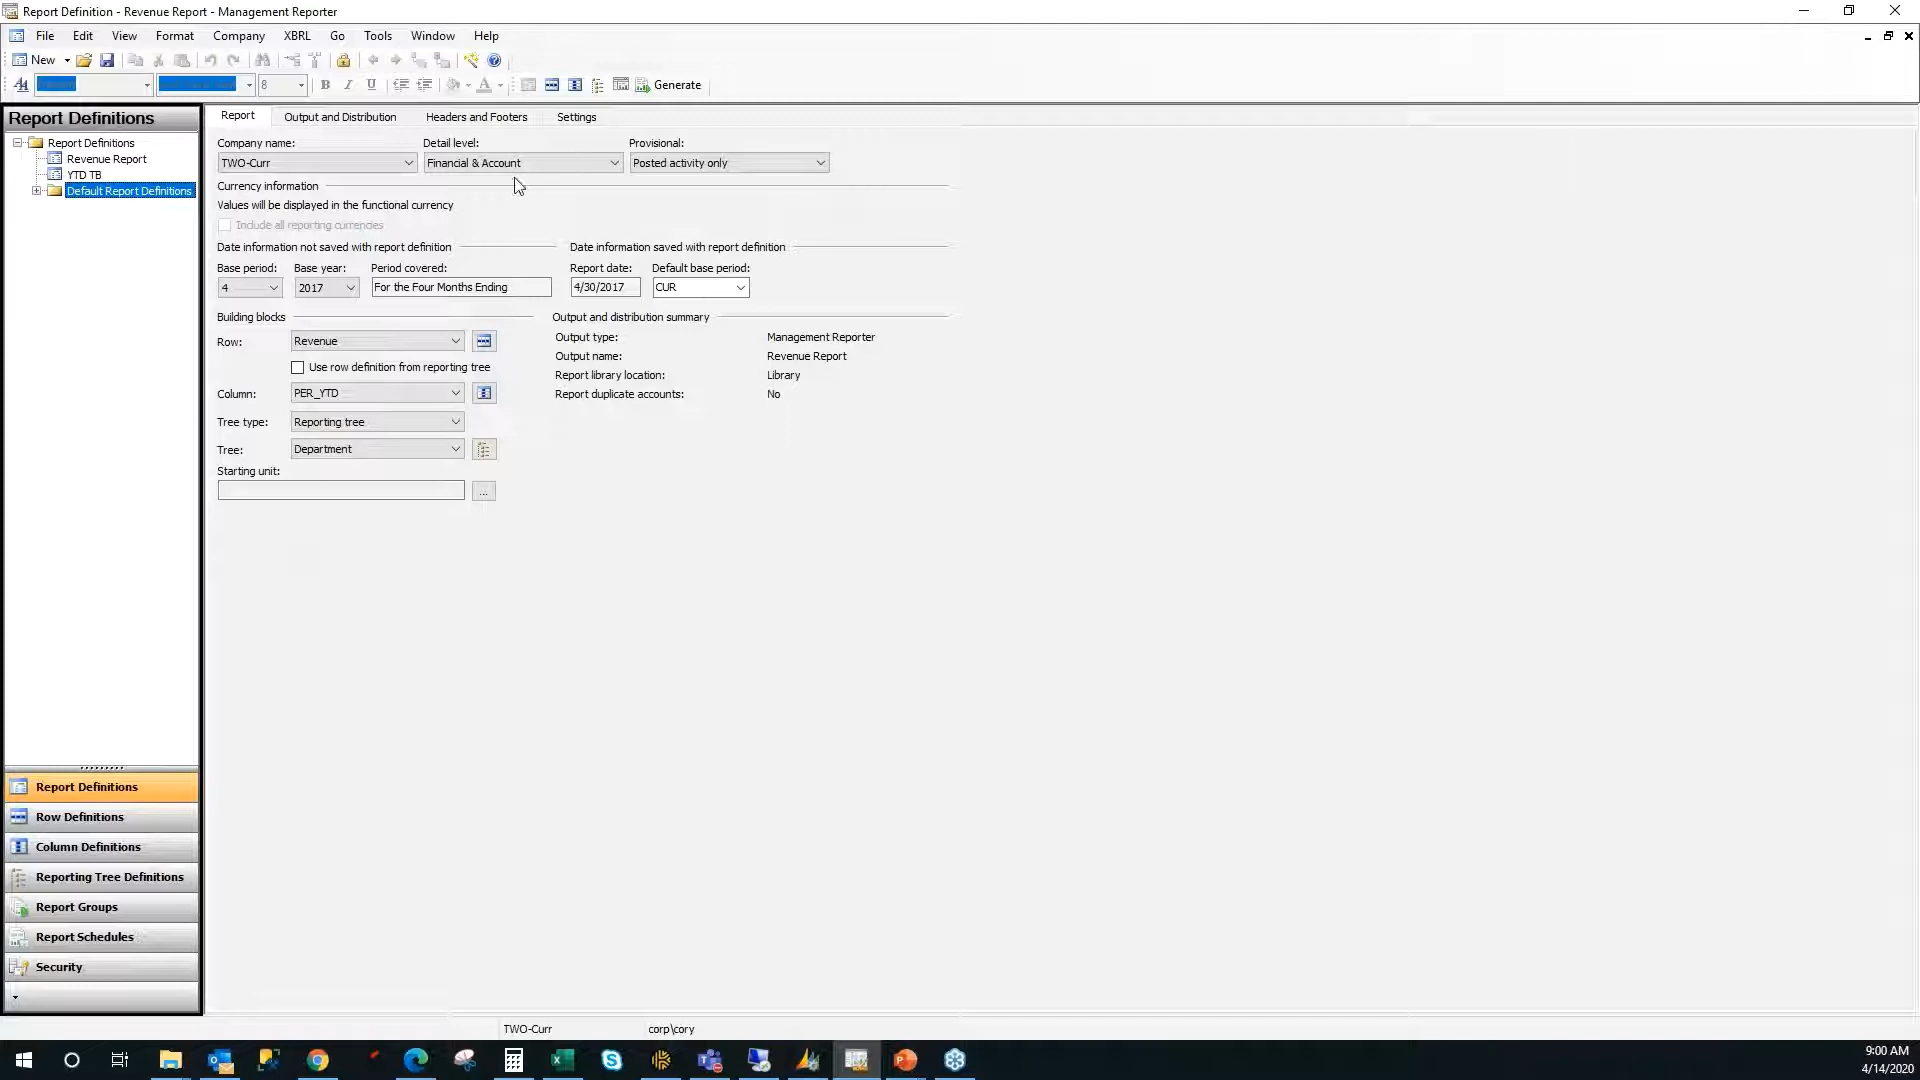 Report Definition - Revenue Report - Management Reporter
File Edit View Format Company XBRL Go Tools Window Help
New
8 B I U A Generate
Report Definitions
Report Definitions
Revenue Report
YTD TB
Default Report Definitions
Report Output and Distribution Headers and Footers Settings
Company name: Detail level: Provisional:
TWO-Curr Financial & Account Posted activity only
Currency information
Values will be displayed in the functional currency
Include all reporting currencies
Date information not saved with report definition Date information saved with report definition
Base period: Base year: Period covered: Report date: Default base period:
4 2017 For the Four Months Ending 4/30/2017 CUR
Building blocks Output and distribution summary
Row: Revenue
Use row definition from reporting tree
Column: PER_YTD
Tree type: Reporting tree
Tree: Department
Starting unit:
...
Output type: Management Reporter
Output name: Revenue Report
Report library location: Library
Report duplicate accounts: No
Report Definitions
Row Definitions
Column Definitions
Reporting Tree Definitions
Report Groups
Report Schedules
Security
TWO-Curr corp\cory
9:00 AM
4/14/2020